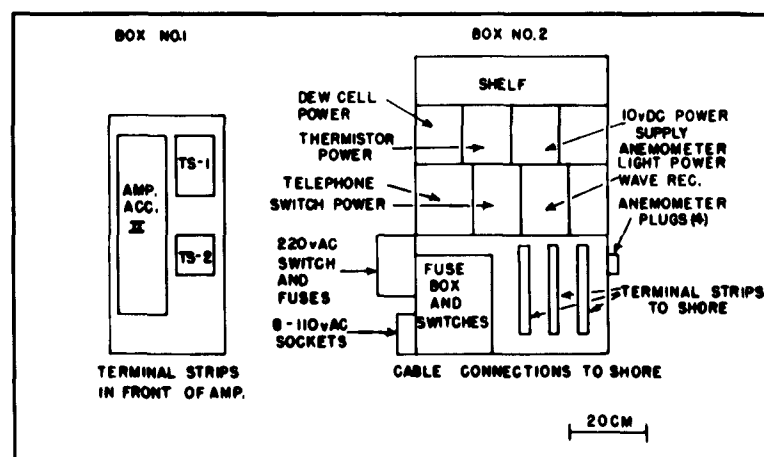 BOX NO.1
AMP.
ACC.
II
TS-1
TS-2
TERMINAL STRIPS
IN FRONT OF AMP.
BOX NO.2
SHELF
DEW CELL
POWER
THERMISTOR
POWER
10vDC POWER
SUPPLY
ANEMOMETER
LIGHT POWER
WAVE REC.
TELEPHONE
SWITCH POWER
ANEMOMETER
PLUGS(4)
220vAC
SWITCH
AND
FUSES
FUSE
BOX
AND
SWITCHES
TERMINAL STRIPS
TO SHORE
8-110vAC
SOCKETS
CABLE CONNECTIONS TO SHORE
20CM